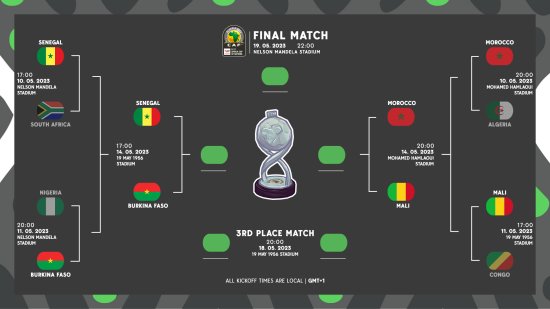 CAF
FINAL MATCH
19. 05. 2023 22:00
NELSON MANDELA STADIUM
SENEGAL
17:00
10. 05. 2023
NELSON MANDELA
STADIUM
SOUTH AFRICA
SENEGAL
17:00
14. 05. 2023
19 MAY 1956
STADIUM
BURKINA FASO
NIGERIA
20:00
11. 05. 2023
NELSON MANDELA
STADIUM
BURKINA FASO
MOROCCO
20:00
10. 05. 2023
MOHAMED HAMLAOUI
STADIUM
ALGERIA
MOROCCO
20:00
14. 05. 2023
MOHAMED HAMLAOUI
STADIUM
MALI
MALI
17:00
11. 05. 2023
19 MAY 1956
STADIUM
CONGO
3RD PLACE MATCH
20:00
18. 05. 2023
19 MAY 1956 STADIUM
ALL KICKOFF TIMES ARE LOCAL | GMT+1